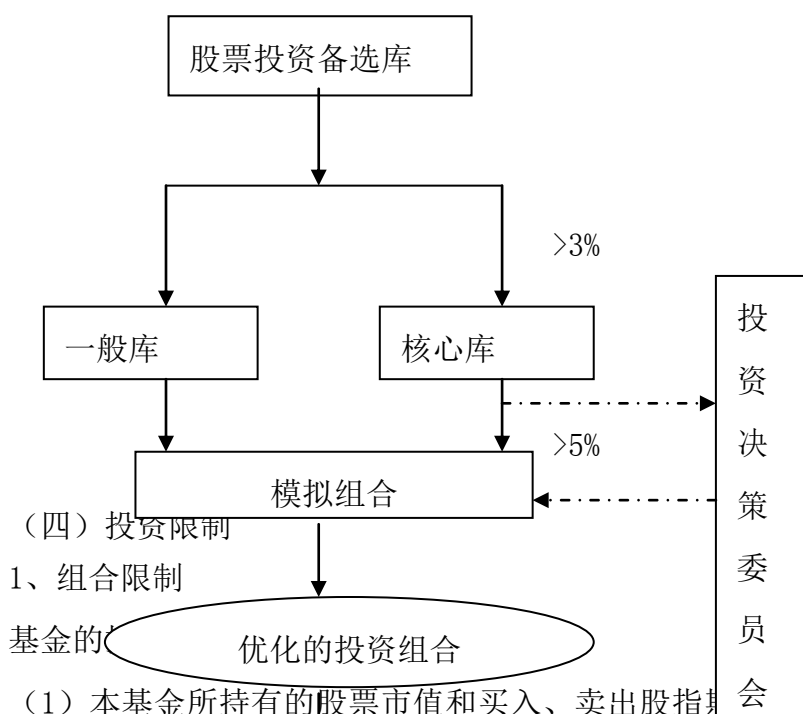 股票投资备选库
>3%
一般库
核心库
投资决策委员会
>5%
模拟组合
（四）投资限制
1、组合限制
基金的
优化的投资组合
（1）本基金所持有的股票市值和买入、卖出股指